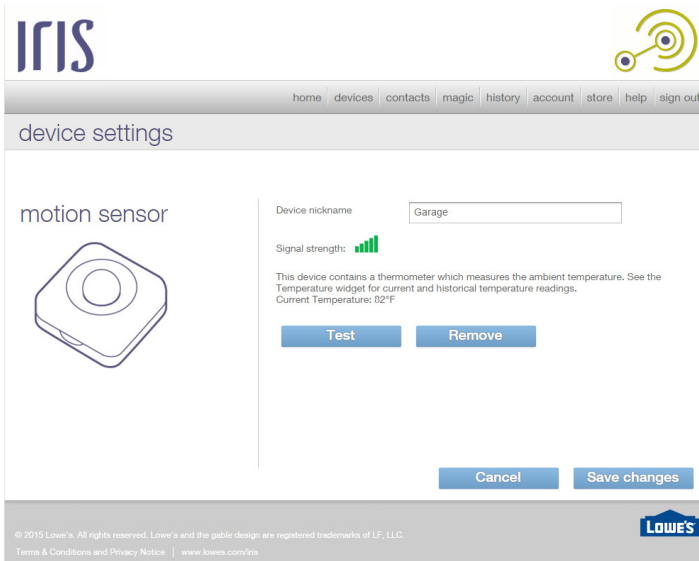 IrIS
home devices contacts magic history account store help sign out
device settings
motion sensor
Device nickname
Garage
Signal strength:
This device contains a thermometer which measures the ambient temperature. See the
Temperature widget for current and historical temperature readings.
Current Temperature: 82°F
Test Remove
Cancel Save changes
© 2015 Lowe's. All rights reserved. Lowe's and the gable design are registered trademarks of LF, LLC.
Terms & Conditions and Privacy Notice | www.lowes.com/iris
LOWE'S